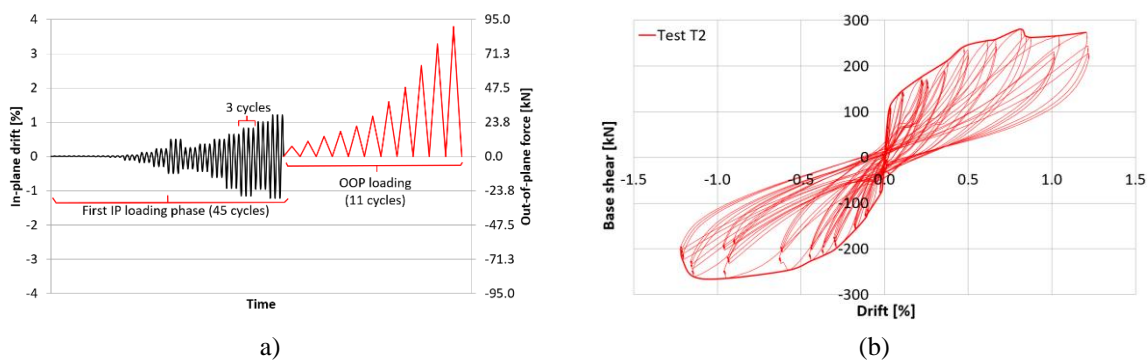 4
3
2
1
0
-1
-2
-3
-4
In-plane drift [%]
95.0
71.3
47.5
23.8
0.0
-23.8
-47.5
-71.3
-95.0
Out-of-plane force [kN]
3 cycles
OOP loading
(11 cycles)
First IP loading phase (45 cycles)
Time
a)
Test T2
300
200
100
0
-100
-200
-300
Base shear [kN]
-1.5
-1.0
-0.5
0.0
0.5
1.0
1.5
Drift [%]
(b)